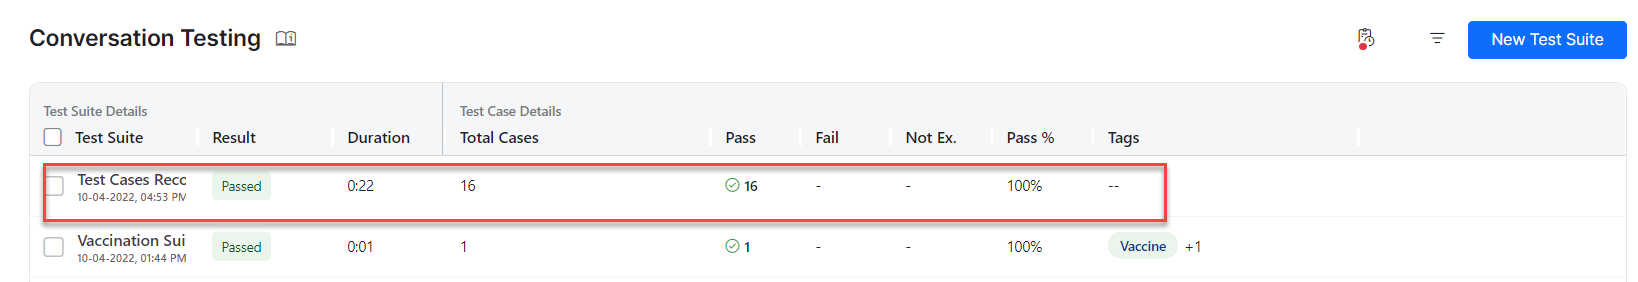 Conversation Testing
New Test Suite
Test Suite Details Test Case Details
Test Suite Result Duration Total Cases Pass Fail Not Ex. Pass % Tags
Test Cases Reco Passed 0:22 16 16 - - 100% --
10-04-2022, 04:53 PM
Vaccination Sui Passed 0:01 1 1 - - 100% Vaccine +1
10-04-2022, 01:44 PM